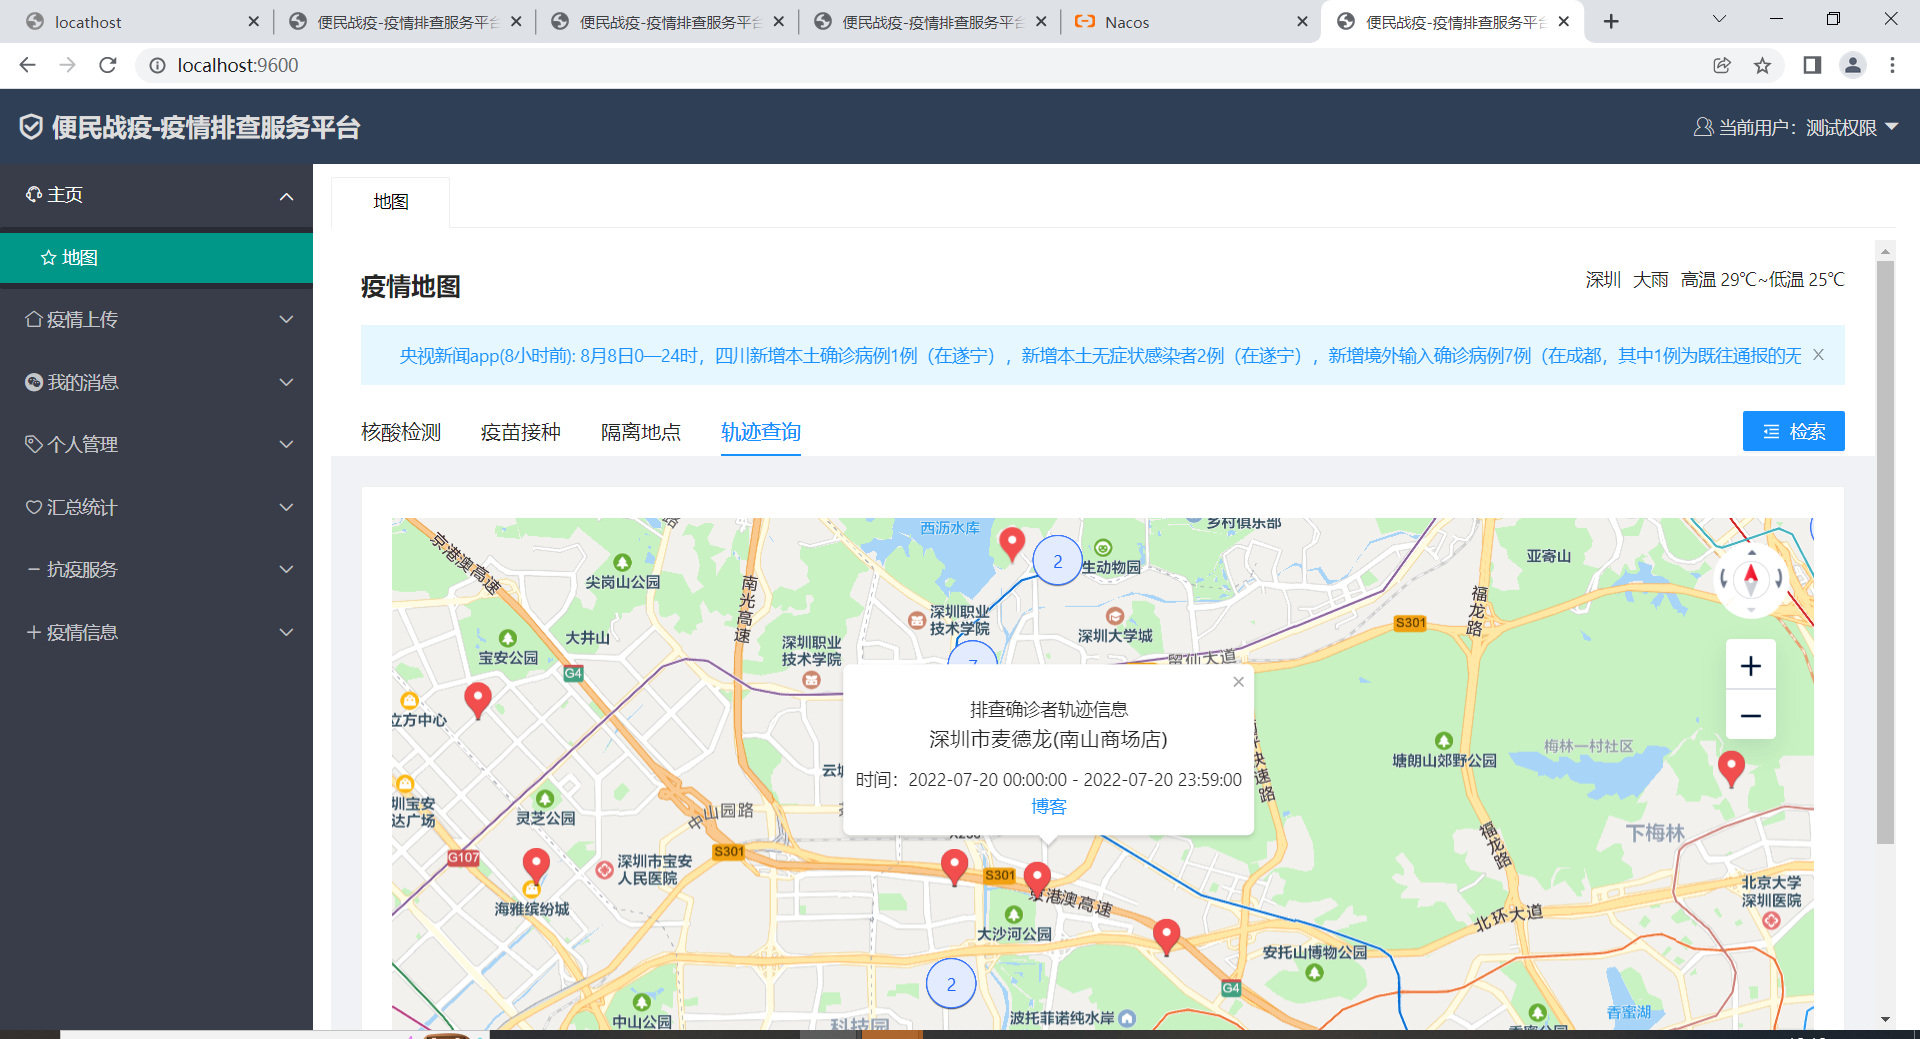 locathost
便民战疫-疫情排查服务平台
便民战疫-疫情排查服务平台
便民战疫-疫情排查服务平台
Nacos
便民战疫-疫情排查服务平台
localhost:9600
便民战疫-疫情排查服务平台
当前用户：测试权限
主页
地图
疫情上传
我的消息
个人管理
汇总统计
抗疫服务
疫情信息
地图
疫情地图
深圳 大雨 高温 29℃~低温 25℃
央视新闻app(8小时前): 8月8日0—24时，四川新增本土确诊病例1例（在遂宁），新增本土无症状感染者2例（在遂宁），新增境外输入确诊病例7例（在成都，其中1例为既往通报的无
核酸检测
疫苗接种
隔离地点
轨迹查询
检索
西沥水库
乡村俱乐部
2
生动物园
亚寄山
京港澳高速
尖岗山公园
南光高速
深圳职业
技术学院
深圳大学城
S301
福龙路
大井山
宝安公园
深圳职业
技术学院
留仙大道
G4
7
立方中心
排查确诊者轨迹信息
深圳市麦德龙(南山商场店)
时间：2022-07-20 00:00:00 - 2022-07-20 23:59:00
博客
塘朗山郊野公园
梅林一村社区
圳宝安
达广场
灵芝公园
中山园路
下梅林
福龙路
G107
深圳市宝安
人民医院
S301
S301
京港澳高速
北京大学
深圳医院
海雅缤纷城
大沙河公园
北环大道
安托山博物公园
2
G4
中山公园
科技园
波托菲诺纯水岸
香蜜湖